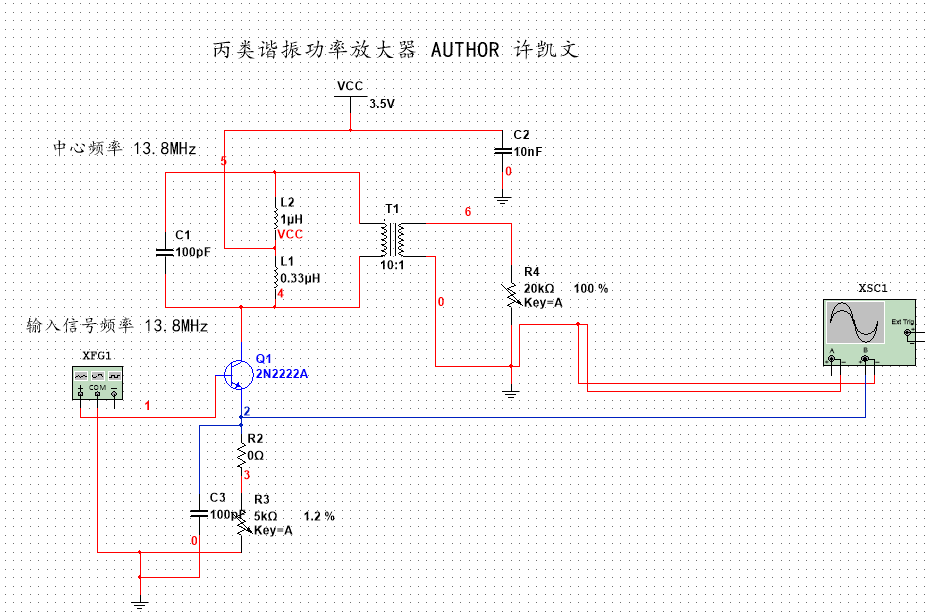 丙类谐振功率放大器 AUTHOR 许凯文
VCC
3.5V
中心频率 13.8MHz
C2
10nF
0
5
L2
1μH
VCC
T1
10:1
6
C1
100pF
L1
0.33μH
4
0
R4
20kΩ 100 %
Key=A
XSC1
Ext Trig
+
A
B
+ - + -
输入信号频率 13.8MHz
XFG1
+ COM -
1
Q1
2N2222A
2
R2
0Ω
3
C3
100pF
R3
5kΩ 1.2 %
Key=A
0